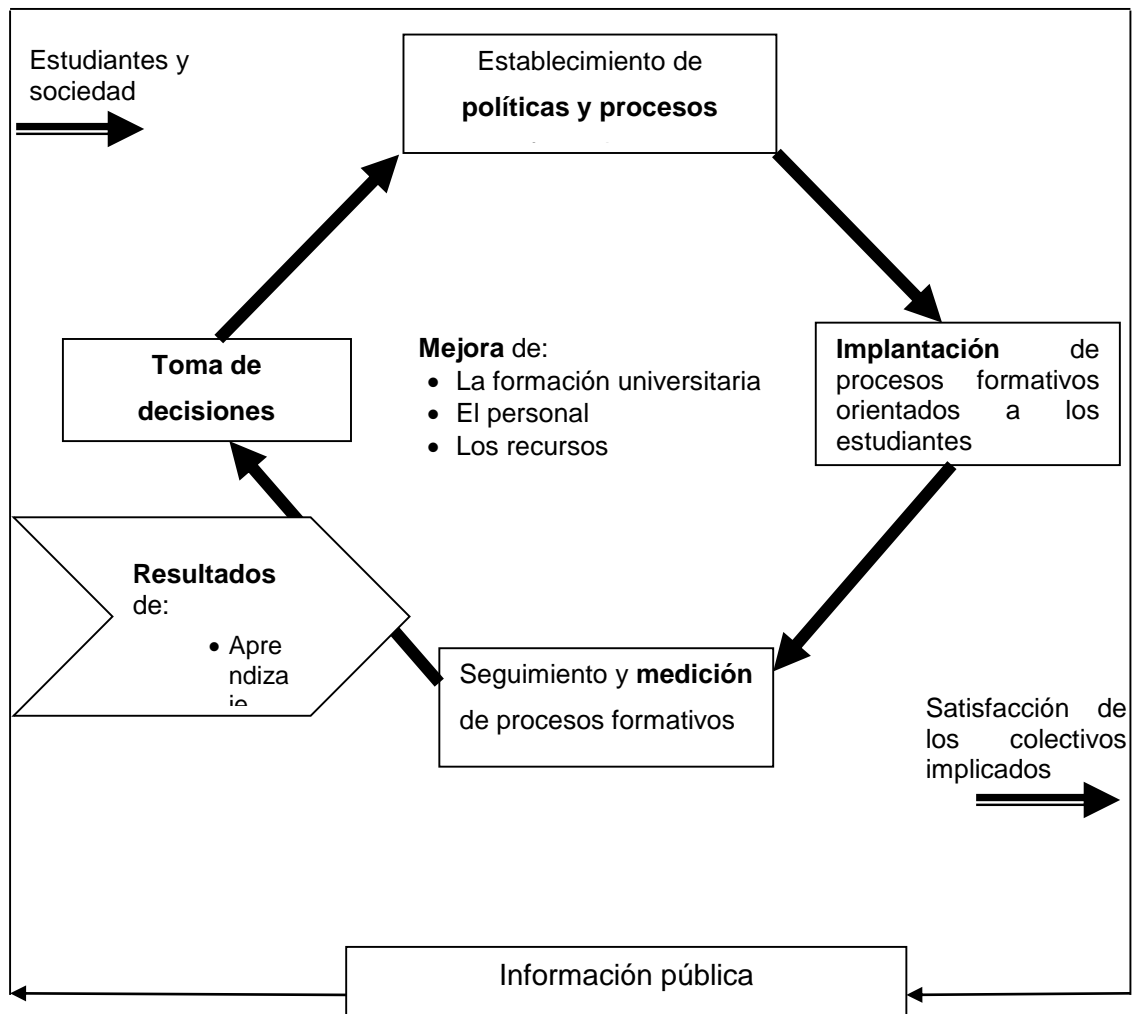 Estudiantes y
sociedad
Establecimiento de
políticas y procesos
Toma de
decisiones
Mejora de:
• La formación universitaria
• El personal
• Los recursos
Implantación de
procesos formativos
orientados a los
estudiantes
Resultados
de:
• Apre
ndiza
je
Seguimiento y medición
de procesos formativos
Satisfacción de
los colectivos
implicados
Información pública